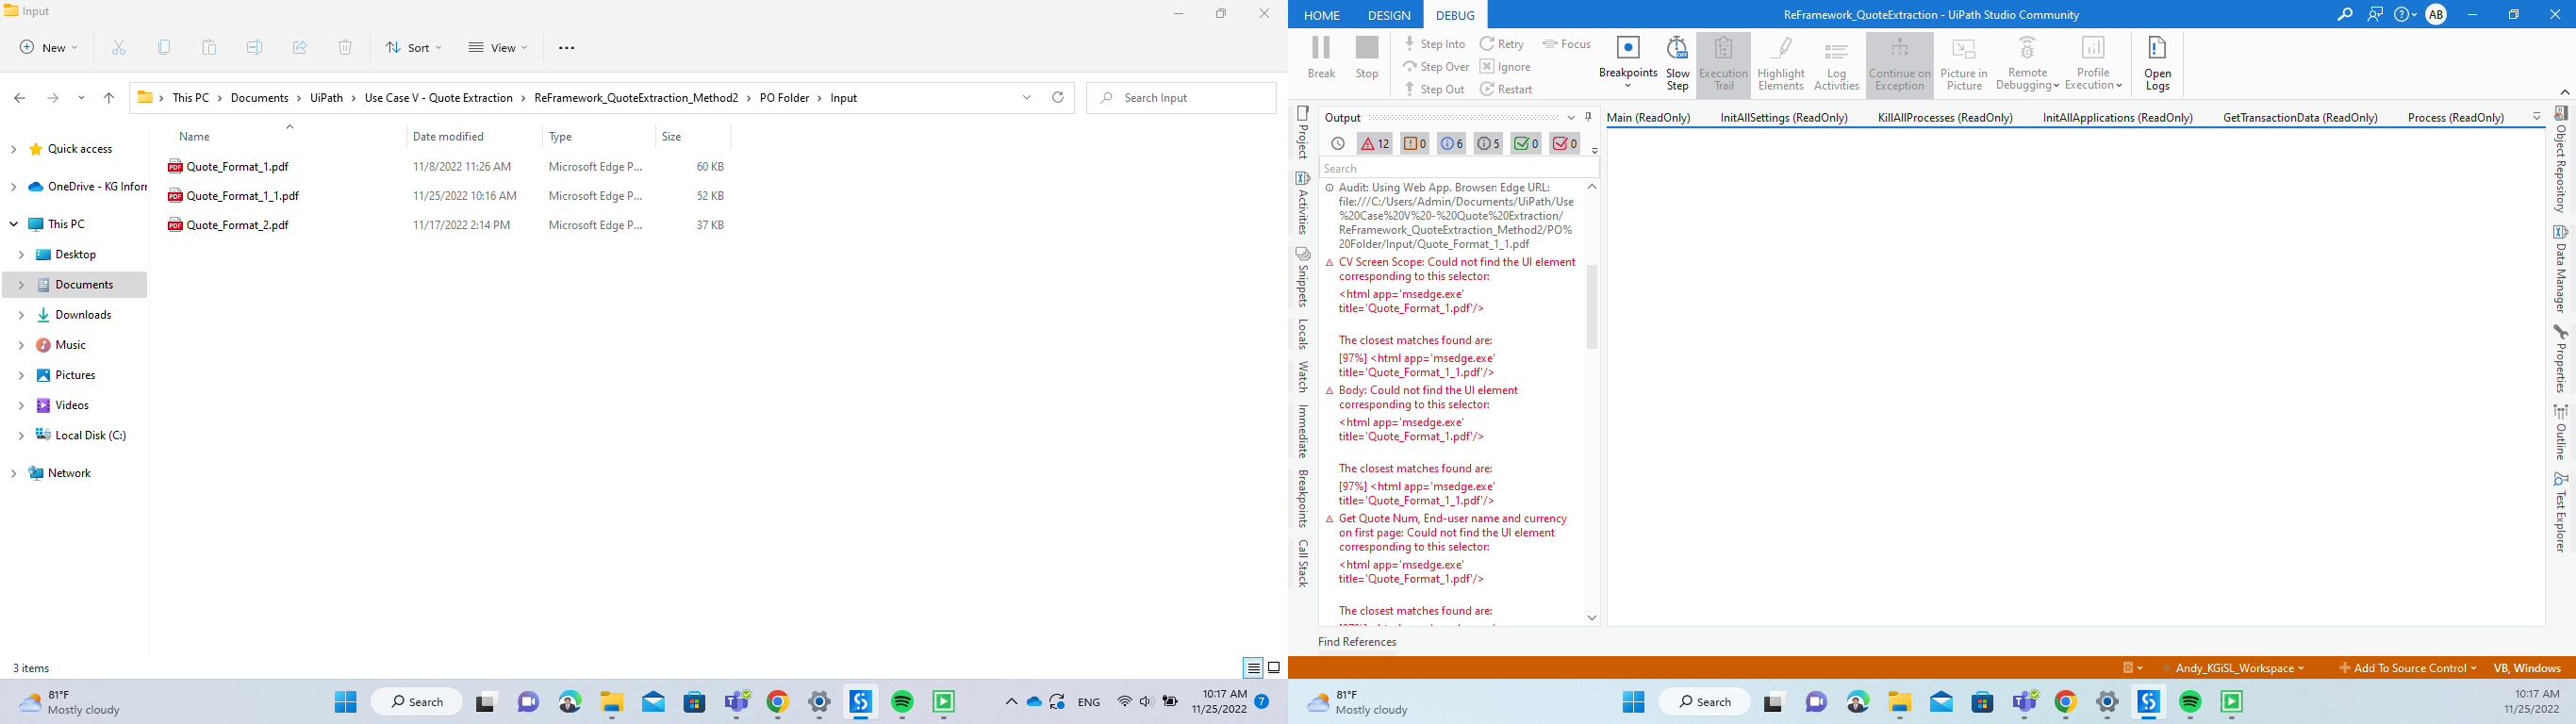 Input
New
Sort
View
This PC > Documents > UiPath > Use Case V - Quote Extraction > ReFramework_QuoteExtraction_Method2 > PO Folder > Input
Search Input
Name Date modified Type Size
Quote_Format_1.pdf 11/8/2022 11:26 AM Microsoft Edge P... 60 KB
Quote_Format_1_1.pdf 11/25/2022 10:16 AM Microsoft Edge P... 52 KB
Quote_Format_2.pdf 11/17/2022 2:14 PM Microsoft Edge P... 37 KB
Quick access
OneDrive - KG Inforr
This PC
Desktop
Documents
Downloads
Music
Pictures
Videos
Local Disk (C:)
Network
3 items
81°F
Mostly cloudy
Search
ENG
10:17 AM
11/25/2022
7
HOME DESIGN DEBUG
ReFramework_QuoteExtraction - UiPath Studio Community
AB
Break
Stop
Step Into
Step Over
Step Out
Retry
Ignore
Restart
Focus
Breakpoints
Slow
Step
Execution
Trail
Highlight
Elements
Log
Activities
Continue on
Exception
Picture in
Picture
Remote
Debugging
Profile
Execution
Open
Logs
Project
Activities
Snippets
Locals
Watch
Immediate
Breakpoints
Call Stack
Output
12 0 6 5 0 0
Search
Audit: Using Web App. Browser: Edge URL:
file:///C:/Users/Admin/Documents/UiPath/Use
%20Case%20V%20-%20Quote%20Extraction/
ReFramework_QuoteExtraction_Method2/PO%
20Folder/Input/Quote_Format_1_1.pdf
CV Screen Scope: Could not find the UI element
corresponding to this selector:
<html app='msedge.exe'
title='Quote_Format_1.pdf'/>
The closest matches found are:
[97%] <html app='msedge.exe'
title='Quote_Format_1_1.pdf'/>
Body: Could not find the UI element
corresponding to this selector:
<html app='msedge.exe'
title='Quote_Format_1.pdf'/>
The closest matches found are:
[97%] <html app='msedge.exe'
title='Quote_Format_1_1.pdf'/>
Get Quote Num, End-user name and currency
on first page: Could not find the UI element
corresponding to this selector:
<html app='msedge.exe'
title='Quote_Format_1.pdf'/>
The closest matches found are:
Find References
Main (ReadOnly) InitAllSettings (ReadOnly) KillAllProcesses (ReadOnly) InitAllApplications (ReadOnly) GetTransactionData (ReadOnly) Process (ReadOnly)
Object Repository
Data Manager
Properties
Outline
Test Explorer
Andy_KGiSL_Workspace
Add To Source Control
VB, Windows
81°F
Mostly cloudy
Search
10:17 AM
11/25/2022